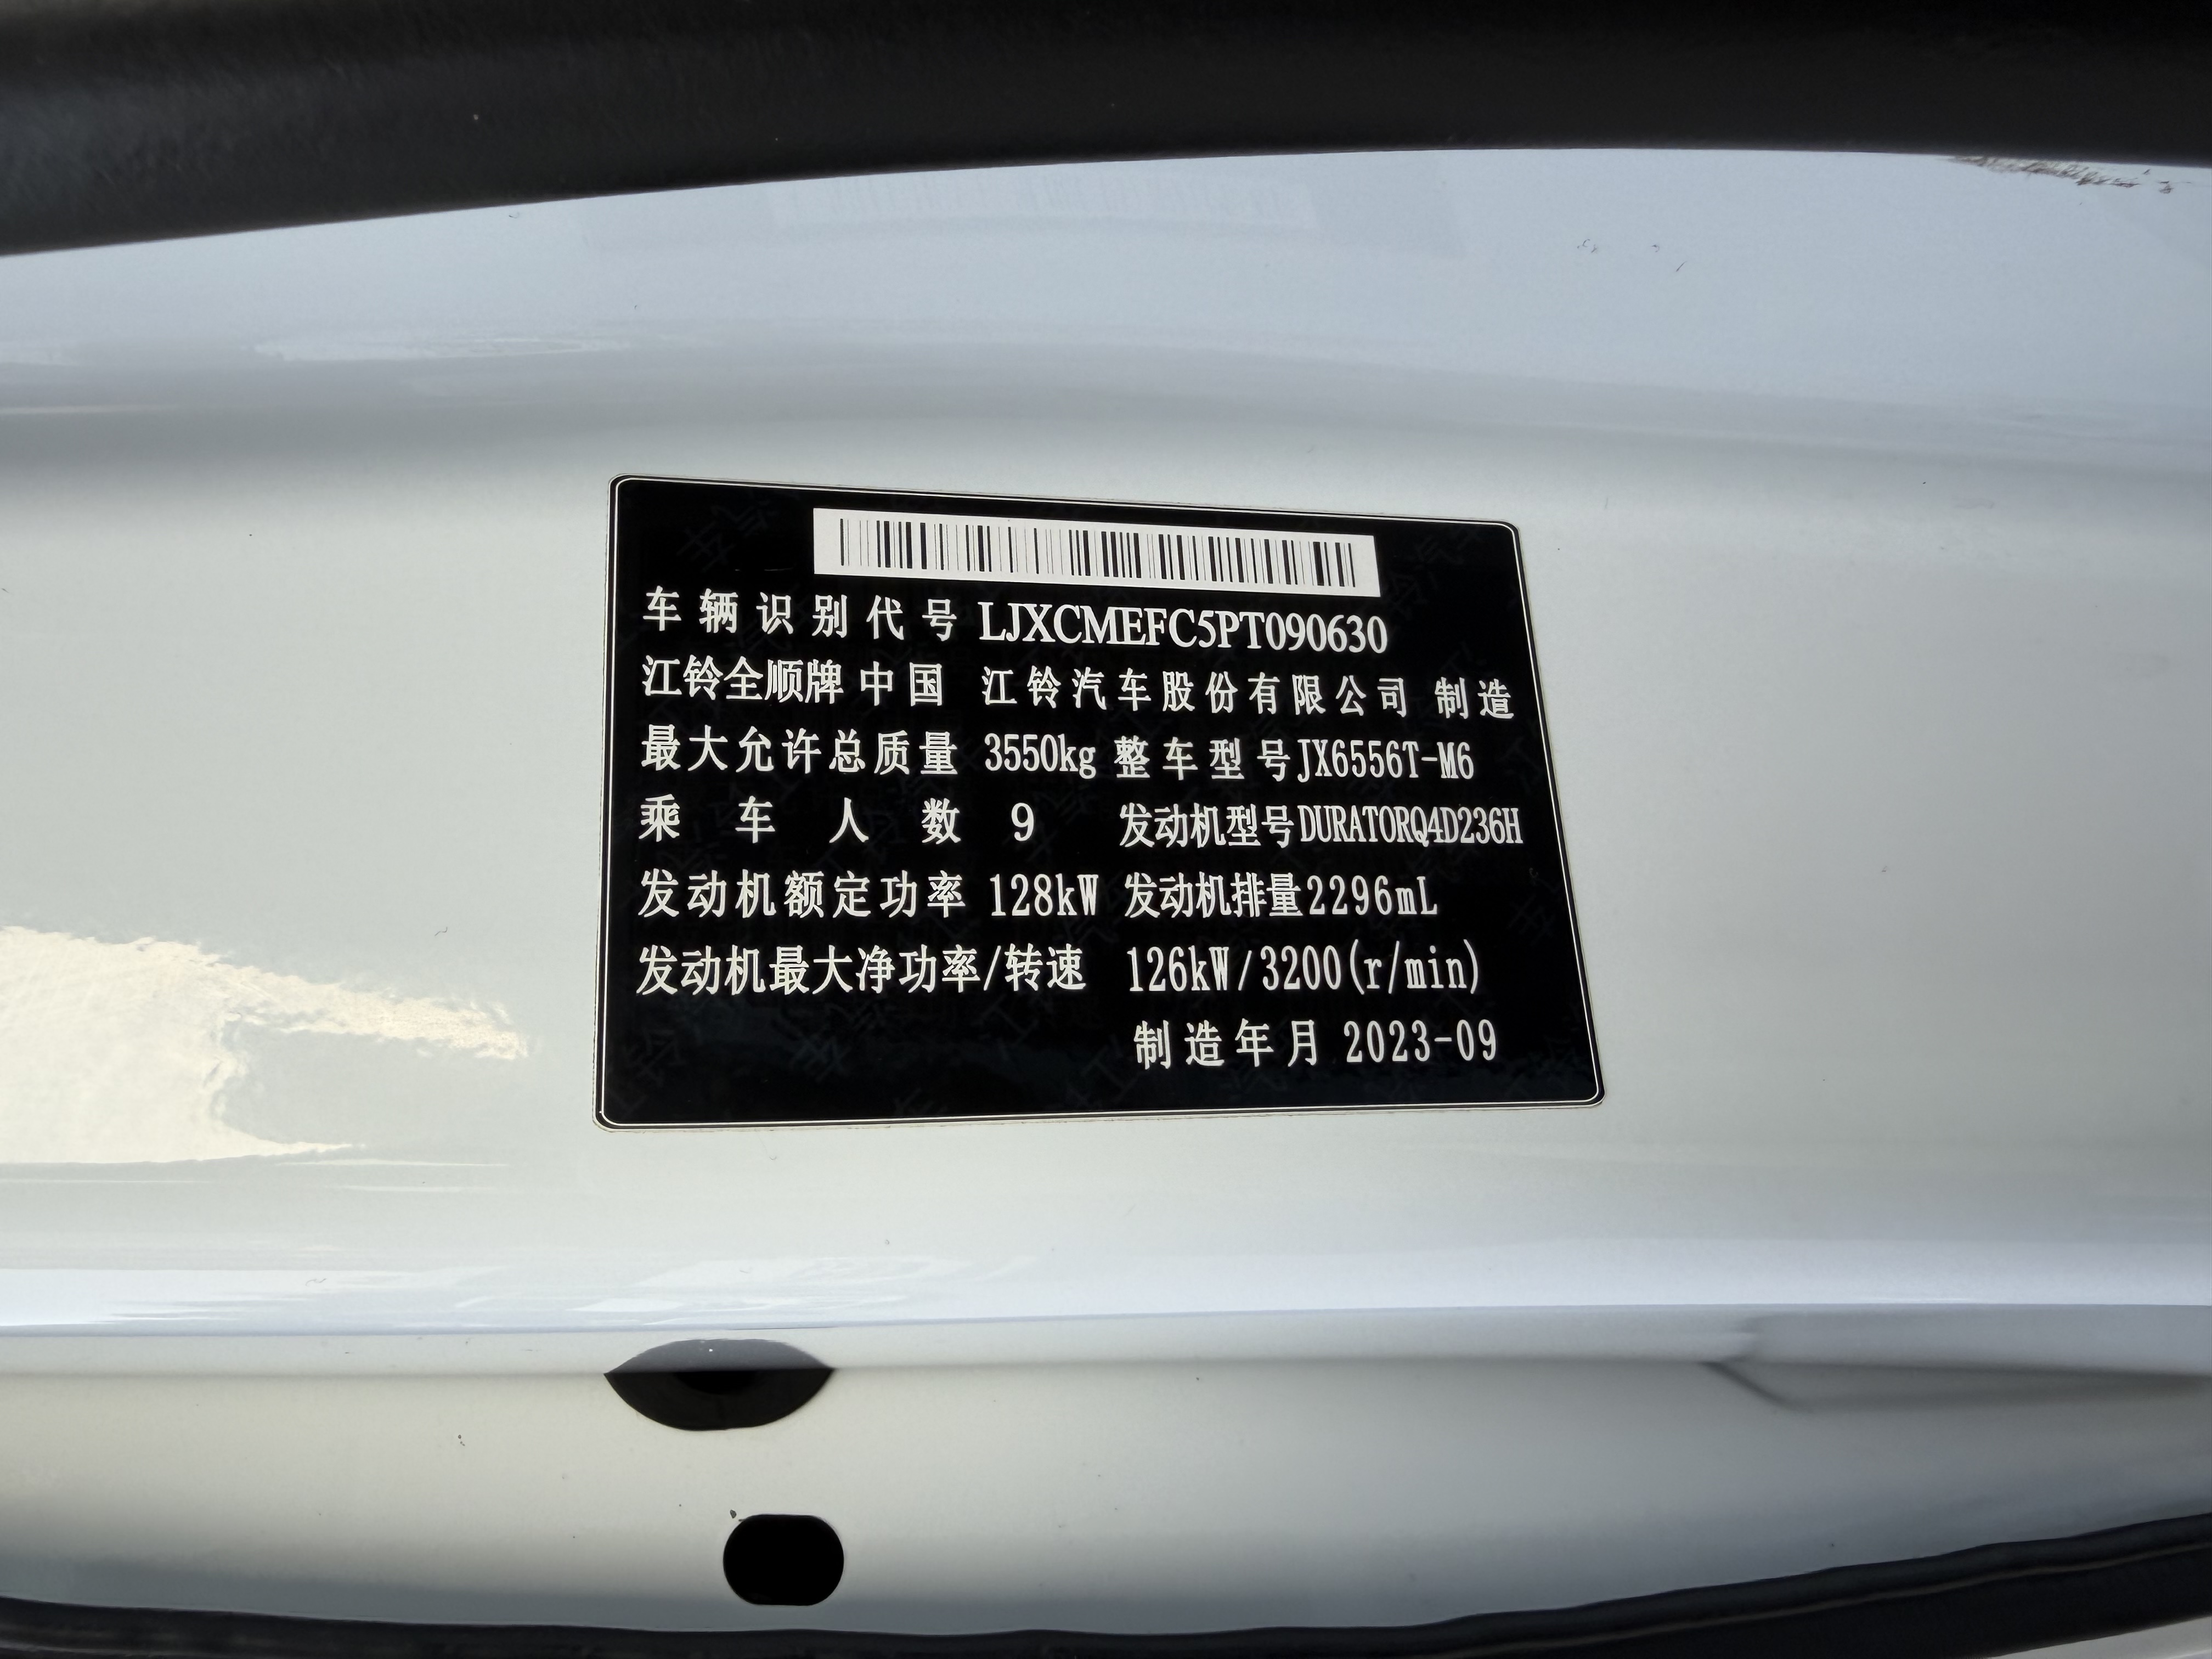 车辆识别代号 LJXCMEFC5PT090630
江铃全顺牌 中国 江铃汽车股份有限公司 制造
最大允许总质量 3550kg 整车型号 JX6556T-M6
乘车人数 9 发动机型号 DURATORQ4D236H
发动机额定功率 128kW 发动机排量 2296mL
发动机最大净功率/转速 126kW/3200(r/min)
制造年月 2023-09